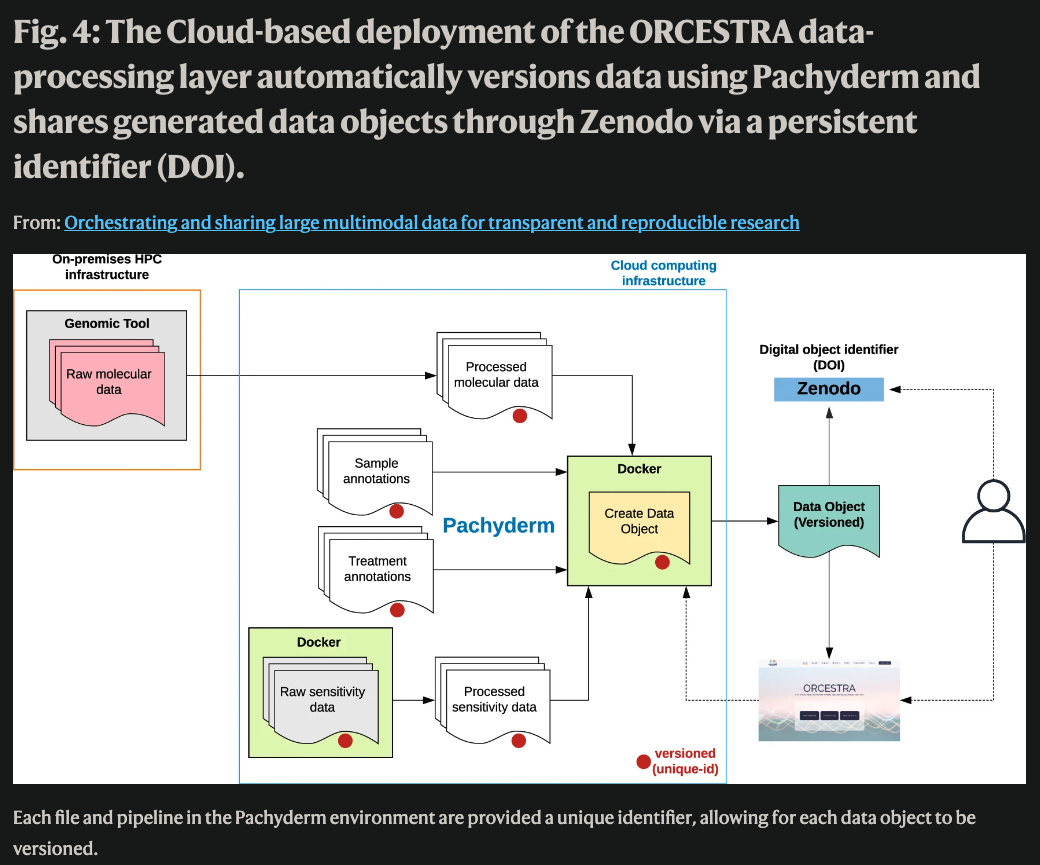 Fig. 4: The Cloud-based deployment of the ORCESTRA data-
processing layer automatically versions data using Pachyderm and
shares generated data objects through Zenodo via a persistent
identifier (DOI).
From: Orchestrating and sharing large multimodal data for transparent and reproducible research
On-premises HPC
infrastructure
Cloud computing
infrastructure
Genomic Tool
Raw molecular
data
Processed
molecular data
Digital object identifier
(DOI)
Zenodo
Sample
annotations
Docker
Create Data
Object
Pachyderm
Data Object
(Versioned)
Treatment
annotations
Docker
Raw sensitivity
data
Processed
sensitivity data
ORCESTRA
versioned
(unique-id)
Each file and pipeline in the Pachyderm environment are provided a unique identifier, allowing for each data object to be
versioned.